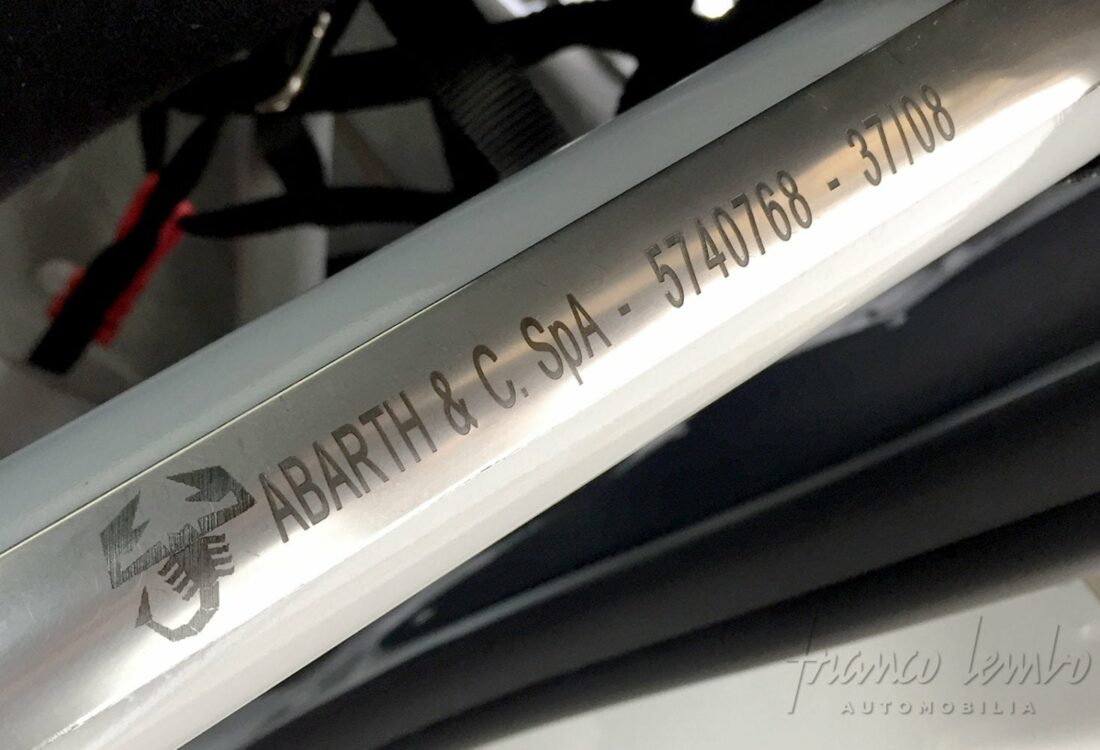 ABARTH & C. SpA - 5740768 - 37/08
franco lembo
AUTOMOBILIA